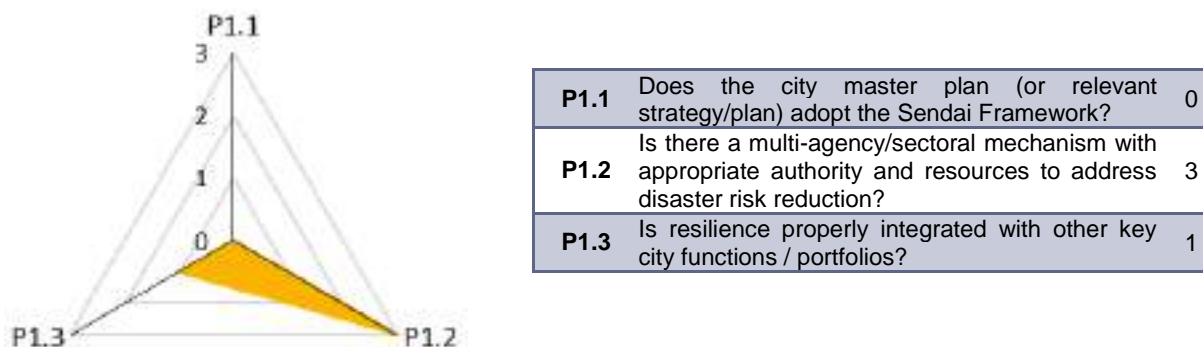 P1.1
3
2
1
0
P1.3
P1.2
P1.1
Does the city master plan (or relevant
strategy/plan) adopt the Sendai Framework?
0
P1.2
Is there a multi-agency/sectoral mechanism with
appropriate authority and resources to address
disaster risk reduction?
3
P1.3
Is resilience properly integrated with other key
city functions / portfolios?
1